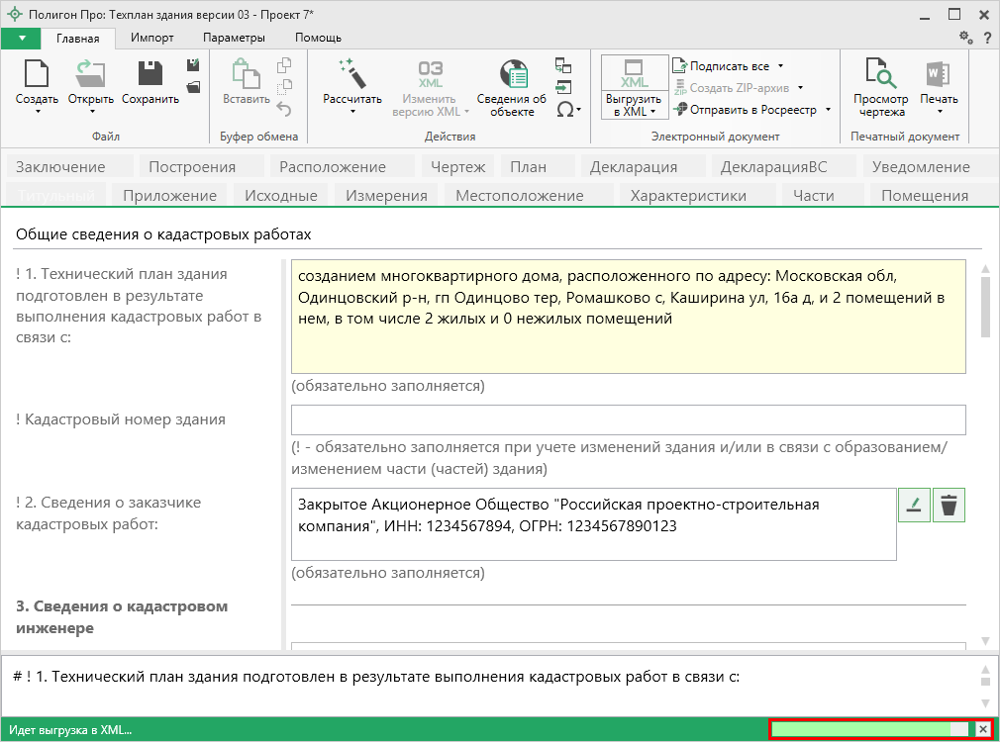 Полигон Про: Техплан здания версии 03 - Проект 7*
Главная Импорт Параметры Помощь
?
Создать Открыть Сохранить
Файл
Вставить
Буфер обмена
Рассчитать
03 XML
Изменить версию XML
Сведения об объекте
Действия
XML
Выгрузить в XML
Подписать все
ZIP Создать ZIP-архив
Отправить в Росреестр
Электронный документ
Просмотр чертежа
W
Печать
Печатный документ
Заключение Построения Расположение Чертеж План Декларация ДекларацияВС Уведомление
Титульный Приложение Исходные Измерения Местоположение Характеристики Части Помещения
Общие сведения о кадастровых работах
! 1. Технический план здания
подготовлен в результате
выполнения кадастровых работ в
связи с:
созданием многоквартирного дома, расположенного по адресу: Московская обл,
Одинцовский р-н, гп Одинцово тер, Ромашково с, Каширина ул, 16а д, и 2 помещений в
нем, в том числе 2 жилых и 0 нежилых помещений
(обязательно заполняется)
! Кадастровый номер здания
(! - обязательно заполняется при учете изменений здания и/или в связи с образованием/
изменением части (частей) здания)
! 2. Сведения о заказчике
кадастровых работ:
Закрытое Акционерное Общество "Российская проектно-строительная
компания", ИНН: 1234567894, ОГРН: 1234567890123
(обязательно заполняется)
3. Сведения о кадастровом
инженере
# ! 1. Технический план здания подготовлен в результате выполнения кадастровых работ в связи с:
Идет выгрузка в XML...